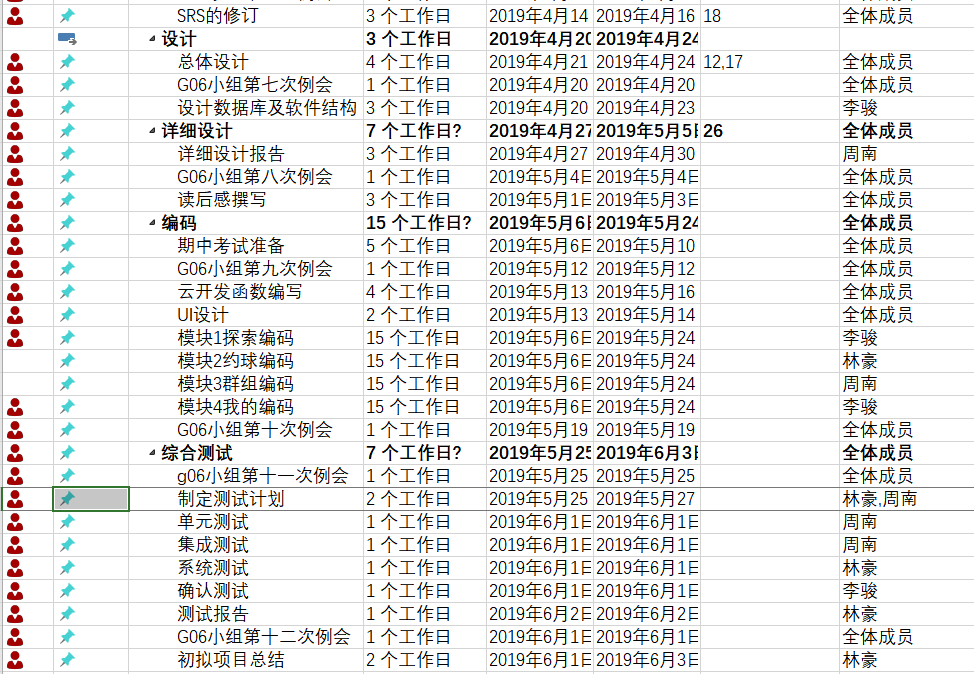 SRS的修订 3 个工作日 2019年4月14 2019年4月16 18 全体成员
设计 3 个工作日 2019年4月20 2019年4月24
总体设计 4 个工作日 2019年4月21 2019年4月24 12,17 全体成员
G06小组第七次例会 1 个工作日 2019年4月20 2019年4月20 全体成员
设计数据库及软件结构 3 个工作日 2019年4月20 2019年4月23 李骏
详细设计 7 个工作日? 2019年4月27 2019年5月5日 26 全体成员
详细设计报告 3 个工作日 2019年4月27 2019年4月30 周南
G06小组第八次例会 1 个工作日 2019年5月4日 2019年5月4日 全体成员
读后感撰写 3 个工作日 2019年5月1日 2019年5月3日 全体成员
编码 15 个工作日? 2019年5月6日 2019年5月24 全体成员
期中考试准备 5 个工作日 2019年5月6日 2019年5月10 全体成员
G06小组第九次例会 1 个工作日 2019年5月12 2019年5月12 全体成员
云开发函数编写 4 个工作日 2019年5月13 2019年5月16 全体成员
UI设计 2 个工作日 2019年5月13 2019年5月14 全体成员
模块1探索编码 15 个工作日 2019年5月6日 2019年5月24 李骏
模块2约球编码 15 个工作日 2019年5月6日 2019年5月24 林豪
模块3群组编码 15 个工作日 2019年5月6日 2019年5月24 周南
模块4我的编码 15 个工作日 2019年5月6日 2019年5月24 李骏
G06小组第十次例会 1 个工作日 2019年5月19 2019年5月19 全体成员
综合测试 7 个工作日? 2019年5月25 2019年6月3日 全体成员
g06小组第十一次例会 1 个工作日 2019年5月25 2019年5月25 全体成员
制定测试计划 2 个工作日 2019年5月25 2019年5月27 林豪,周南
单元测试 1 个工作日 2019年6月1日 2019年6月1日 周南
集成测试 1 个工作日 2019年6月1日 2019年6月1日 周南
系统测试 1 个工作日 2019年6月1日 2019年6月1日 林豪
确认测试 1 个工作日 2019年6月1日 2019年6月1日 李骏
测试报告 1 个工作日 2019年6月2日 2019年6月2日 林豪
G06小组第十二次例会 1 个工作日 2019年6月1日 2019年6月1日 全体成员
初拟项目总结 2 个工作日 2019年6月1日 2019年6月3日 林豪